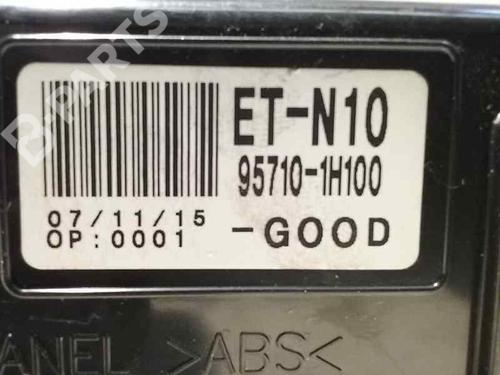 B-PARTS
ET-N10
95710-1H100
07/11/15
OP:0001
-GOOD
ANEL >ABS<